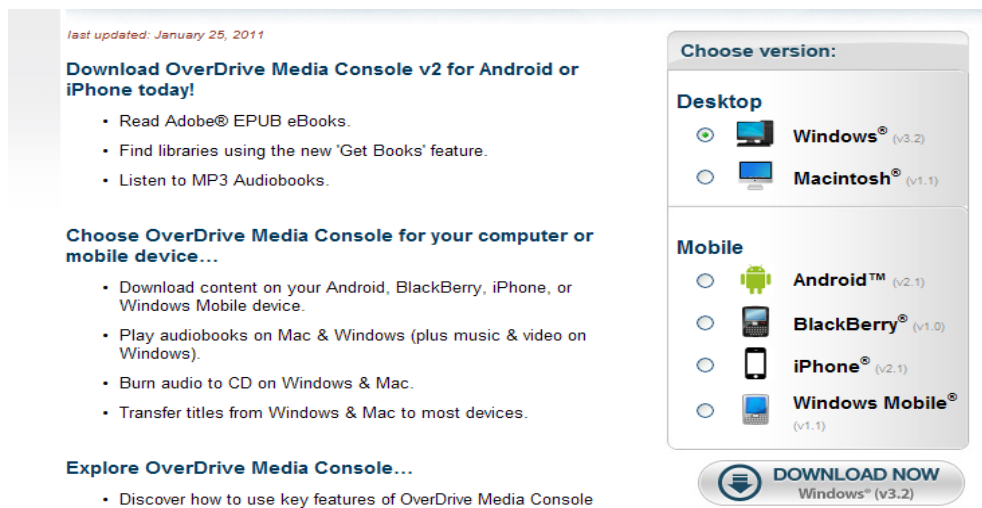 last updated: January 25, 2011
Download OverDrive Media Console v2 for Android or
iPhone today!
• Read Adobe® EPUB eBooks.
• Find libraries using the new 'Get Books' feature.
• Listen to MP3 Audiobooks.
Choose OverDrive Media Console for your computer or
mobile device...
• Download content on your Android, BlackBerry, iPhone, or
Windows Mobile device.
• Play audiobooks on Mac & Windows (plus music & video on
Windows).
• Burn audio to CD on Windows & Mac.
• Transfer titles from Windows & Mac to most devices.
Explore OverDrive Media Console...
• Discover how to use key features of OverDrive Media Console
Choose version:
Desktop
Windows® (v3.2)
Macintosh® (v1.1)
Mobile
Android™ (v2.1)
BlackBerry® (v1.0)
iPhone® (v2.1)
Windows Mobile®
(v1.1)
DOWNLOAD NOW
Windows® (v3.2)